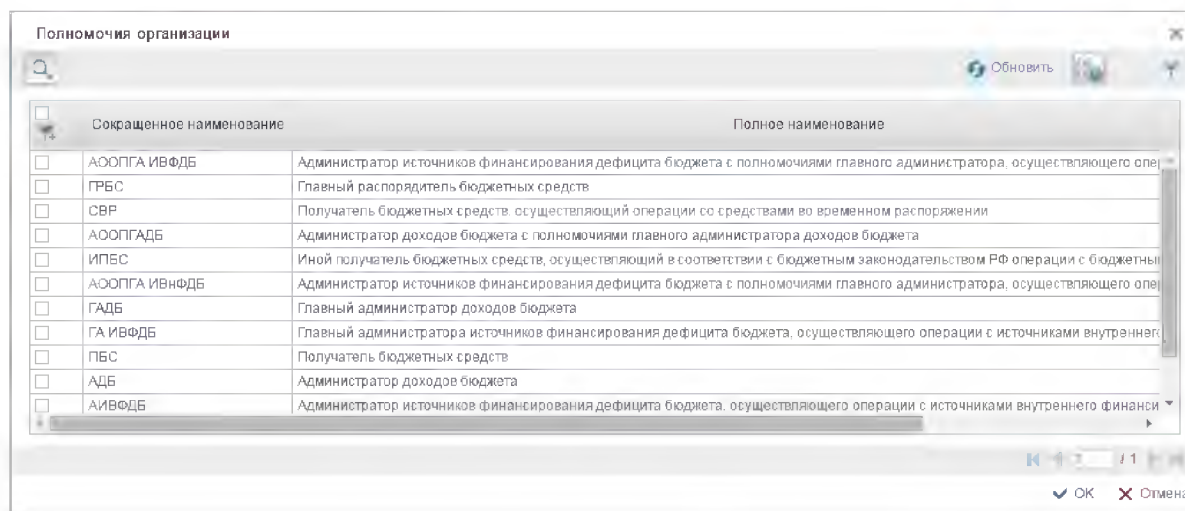 Полномочия организации
Обновить
Сокращенное наименование Полное наименование
АООПГА ИВФДБ Администратор источников финансирования дефицита бюджета с полномочиями главного администратора, осуществляющего опе
ГРБС Главный распорядитель бюджетных средств
СВР Получатель бюджетных средств, осуществляющий операции со средствами во временном распоряжении
АООПГАДБ Администратор доходов бюджета с полномочиями главного администратора доходов бюджета
ИПБС Иной получатель бюджетных средств, осуществляющий в соответствии с бюджетным законодательством РФ операции с бюджетны
АООПГА ИВнФДБ Администратор источников финансирования дефицита бюджета с полномочиями главного администратора, осуществляющего опе
ГАДБ Главный администратор доходов бюджета
ГА ИВФДБ Главный администратора источников финансирования дефицита бюджета, осуществляющего операции с источниками внутреннег
ПБС Получатель бюджетных средств
АДБ Администратор доходов бюджета
АИВФДБ Администратор источников финансирования дефицита бюджета, осуществляющего операции с источниками внутреннего финанси
/ 1
ОК Отмена